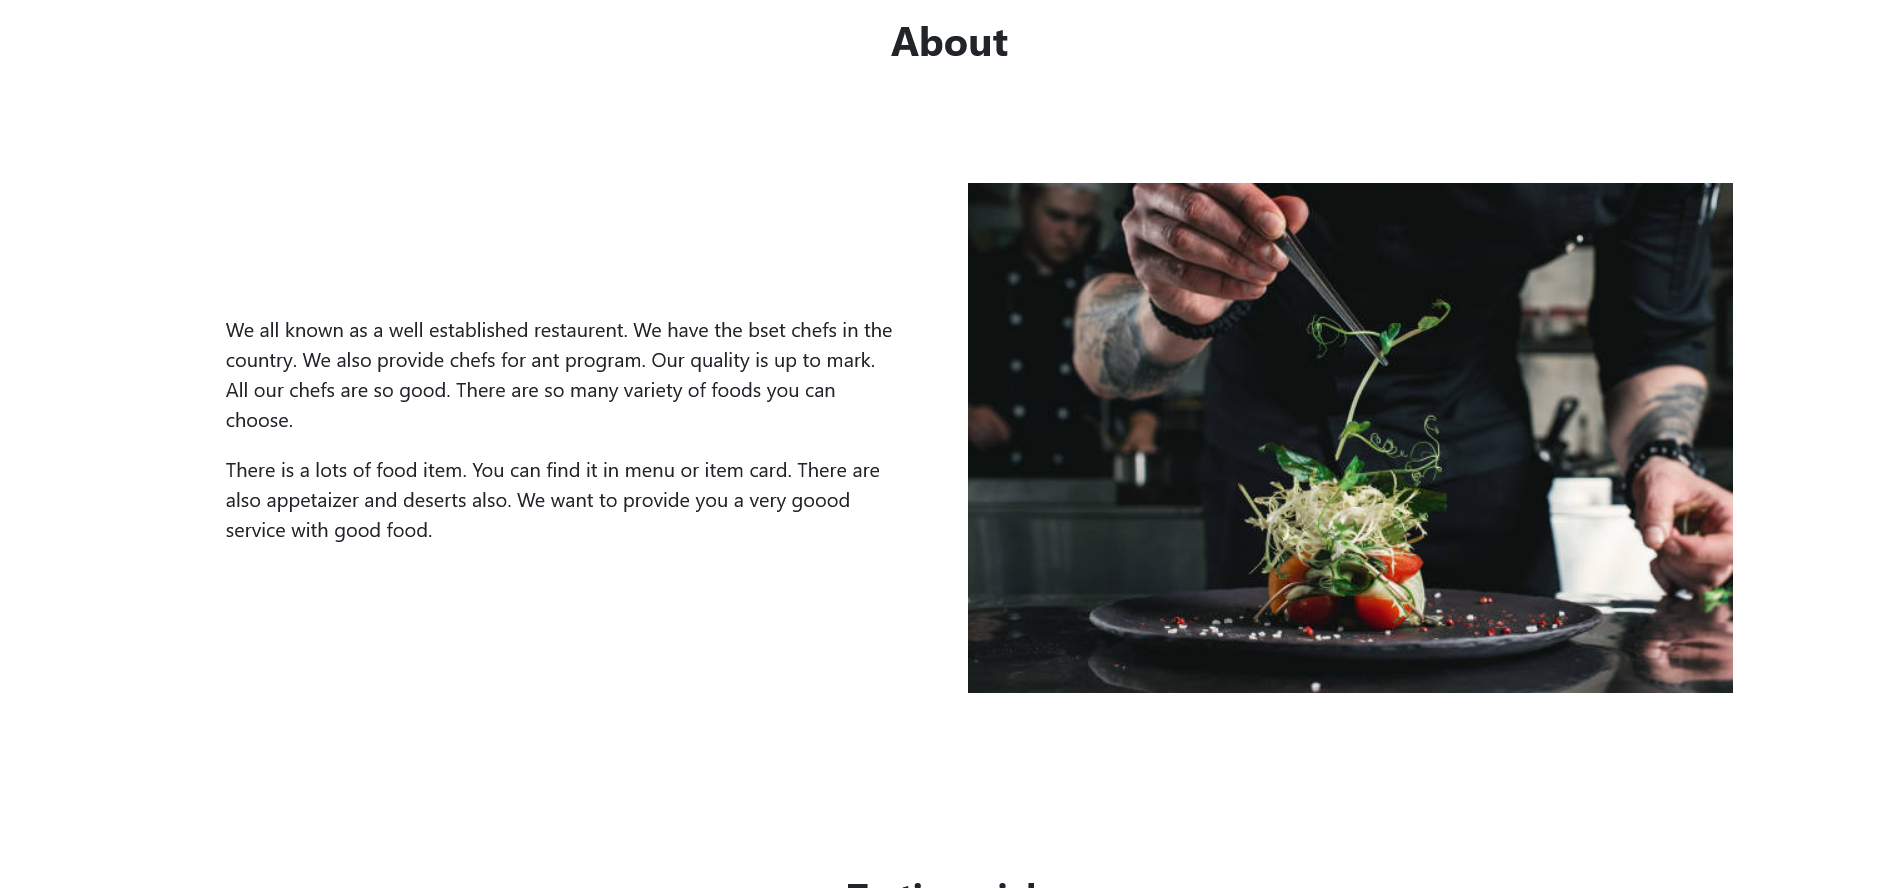 About
We all known as a well established restaurent. We have the bset chefs in the
country. We also provide chefs for ant program. Our quality is up to mark.
All our chefs are so good. There are so many variety of foods you can
choose.
There is a lots of food item. You can find it in menu or item card. There are
also appetaizer and deserts also. We want to provide you a very goood
service with good food.